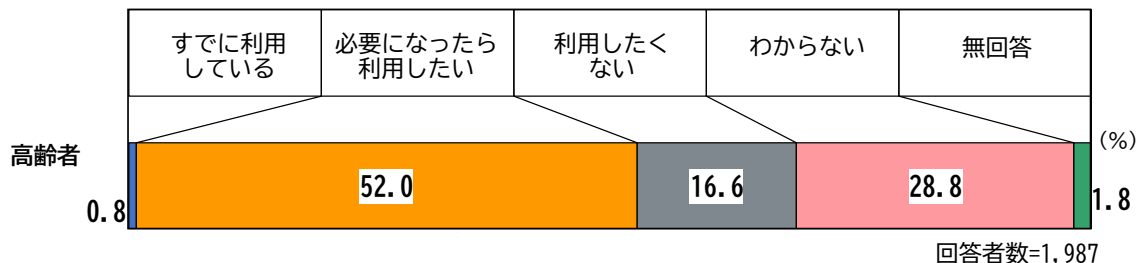 すでに利用
している
必要になったら
利用したい
利用したく
ない
わからない
無回答
(%)
高齢者
0.8
52.0
16.6
28.8
1.8
回答者数=1,987